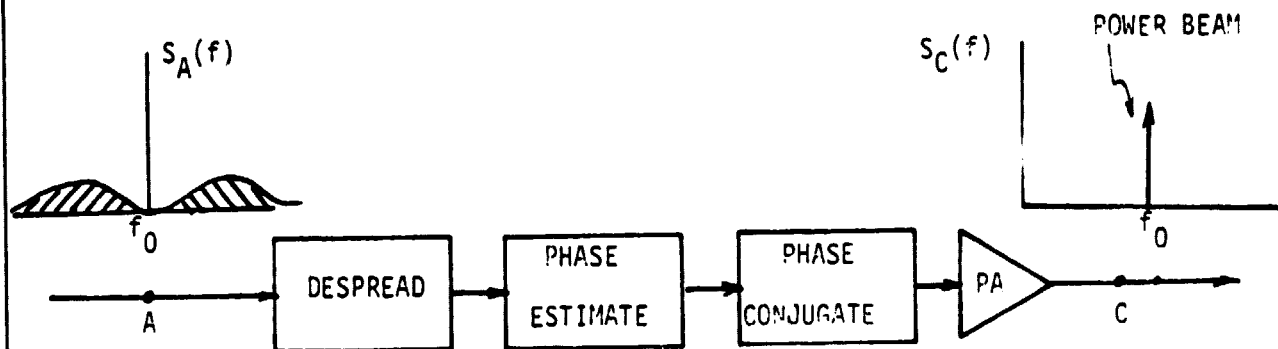 POWER BEAM
S_A(f)
S_C(f)
f_0
f_0
DESPREAD
PHASE
ESTIMATE
PHASE
CONJUGATE
PA
A
C